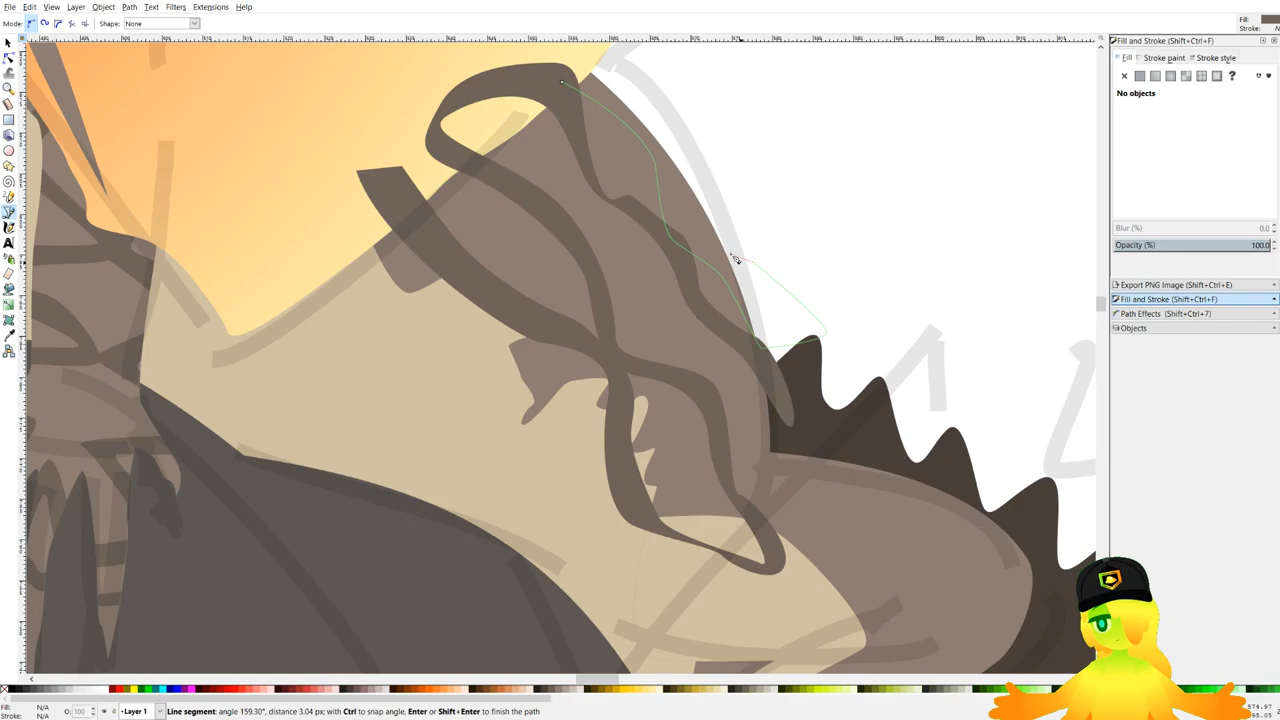 File Edit View Layer Object Path Text Filters Extensions Help
Mode: Shape: None
Fill:
Stroke:
Fill and Stroke (Shift+Ctrl+F)
Fill Stroke paint Stroke style
No objects
Blur (%) 0.0
Opacity (%) 100.0
Export PNG Image (Shift+Ctrl+E)
Fill and Stroke (Shift+Ctrl+F)
Path Effects (Shift+Ctrl+7)
Objects
Fill: N/A
Stroke: N/A
O: 100
Layer 1
Line segment: angle 159.30°, distance 3.04 px; with Ctrl to snap angle, Enter or Shift+Enter to finish the path